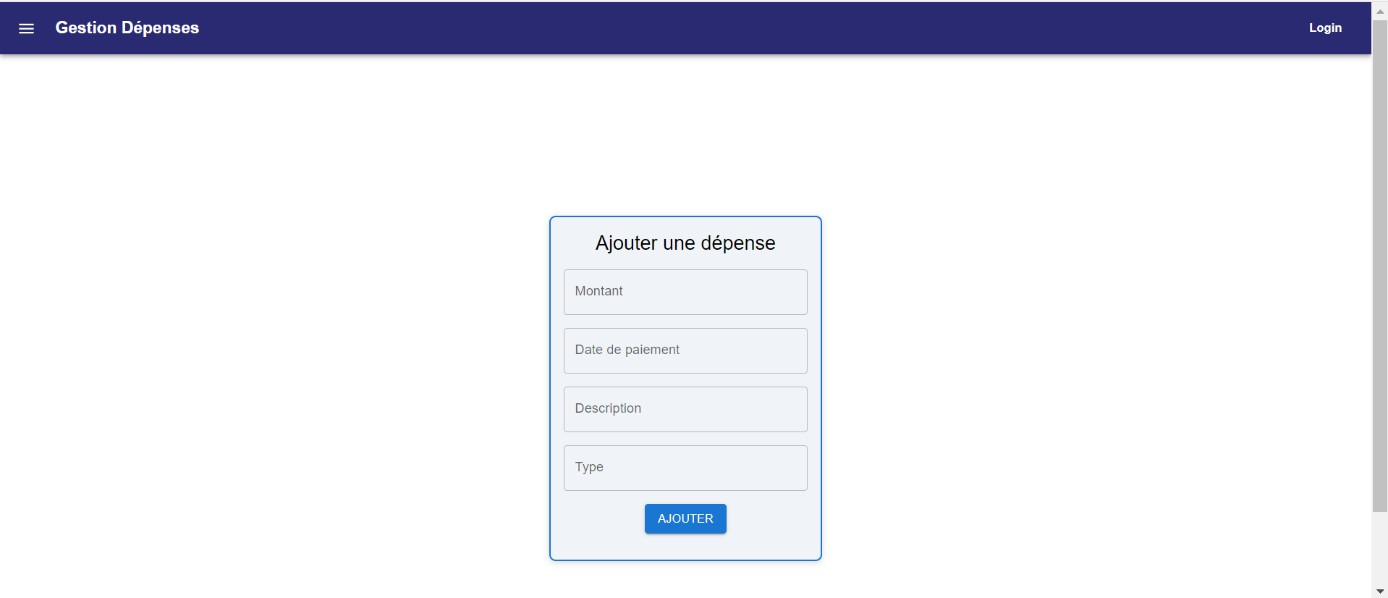 Gestion Dépenses
Login
Ajouter une dépense
Montant
Date de paiement
Description
Type
AJOUTER